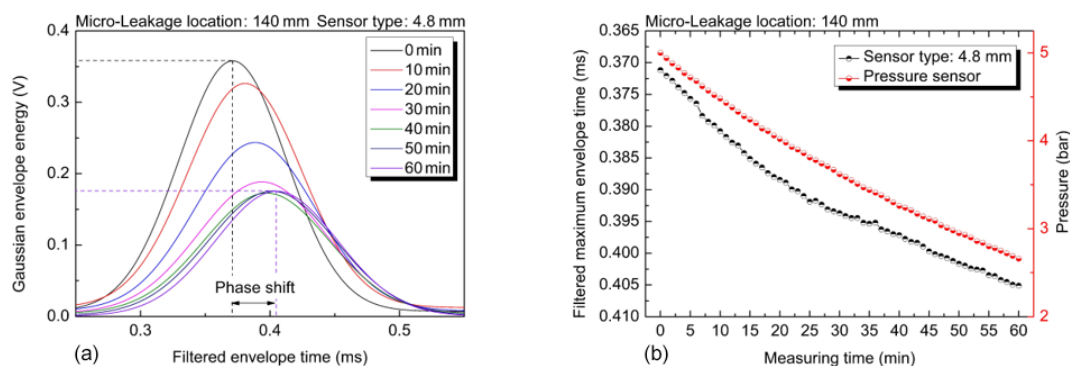 Micro-Leakage location: 140 mm Sensor type: 4.8 mm
0.4
0.3
0.2
0.1
0.0
Gaussian envelope energy (V)
0 min
10 min
20 min
30 min
40 min
50 min
60 min
Phase shift
0.3 0.4 0.5
(a) Filtered envelope time (ms)
Micro-Leakage location: 140 mm
0.365
0.370
0.375
0.380
0.385
0.390
0.395
0.400
0.405
0.410
Filtered maximum envelope time (ms)
Sensor type: 4.8 mm
Pressure sensor
5
4
3
2
Pressure (bar)
0 5 10 15 20 25 30 35 40 45 50 55 60
(b) Measuring time (min)